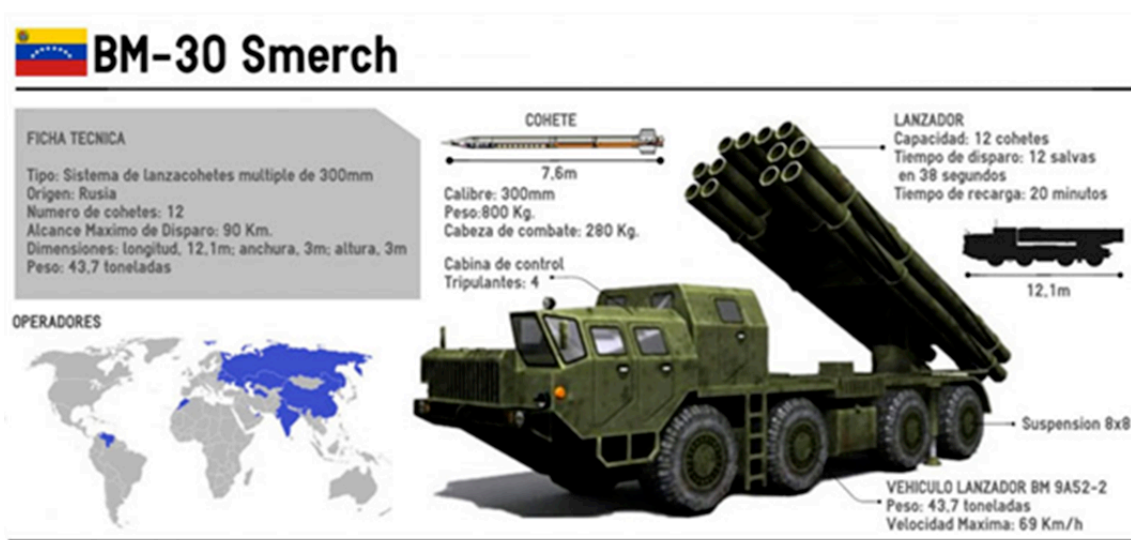 BM-30 Smerch
FICHA TECNICA
Tipo: Sistema de lanzacohetes multiple de 300mm
Origen: Rusia
Numero de cohetes: 12
Alcance Maximo de Disparo: 90 Km.
Dimensiones: longitud, 12,1m; anchura, 3m; altura, 3m
Peso: 43,7 toneladas
OPERADORES
COHETE
7,6m
Calibre: 300mm
Peso:800 Kg.
Cabeza de combate: 280 Kg.
Cabina de control
Tripulantes: 4
LANZADOR
Capacidad: 12 cohetes
Tiempo de disparo: 12 salvas
en 38 segundos
Tiempo de recarga: 20 minutos
12,1m
Suspension 8x8
VEHICULO LANZADOR BM 9A52-2
Peso: 43,7 toneladas
Velocidad Maxima: 69 Km/h